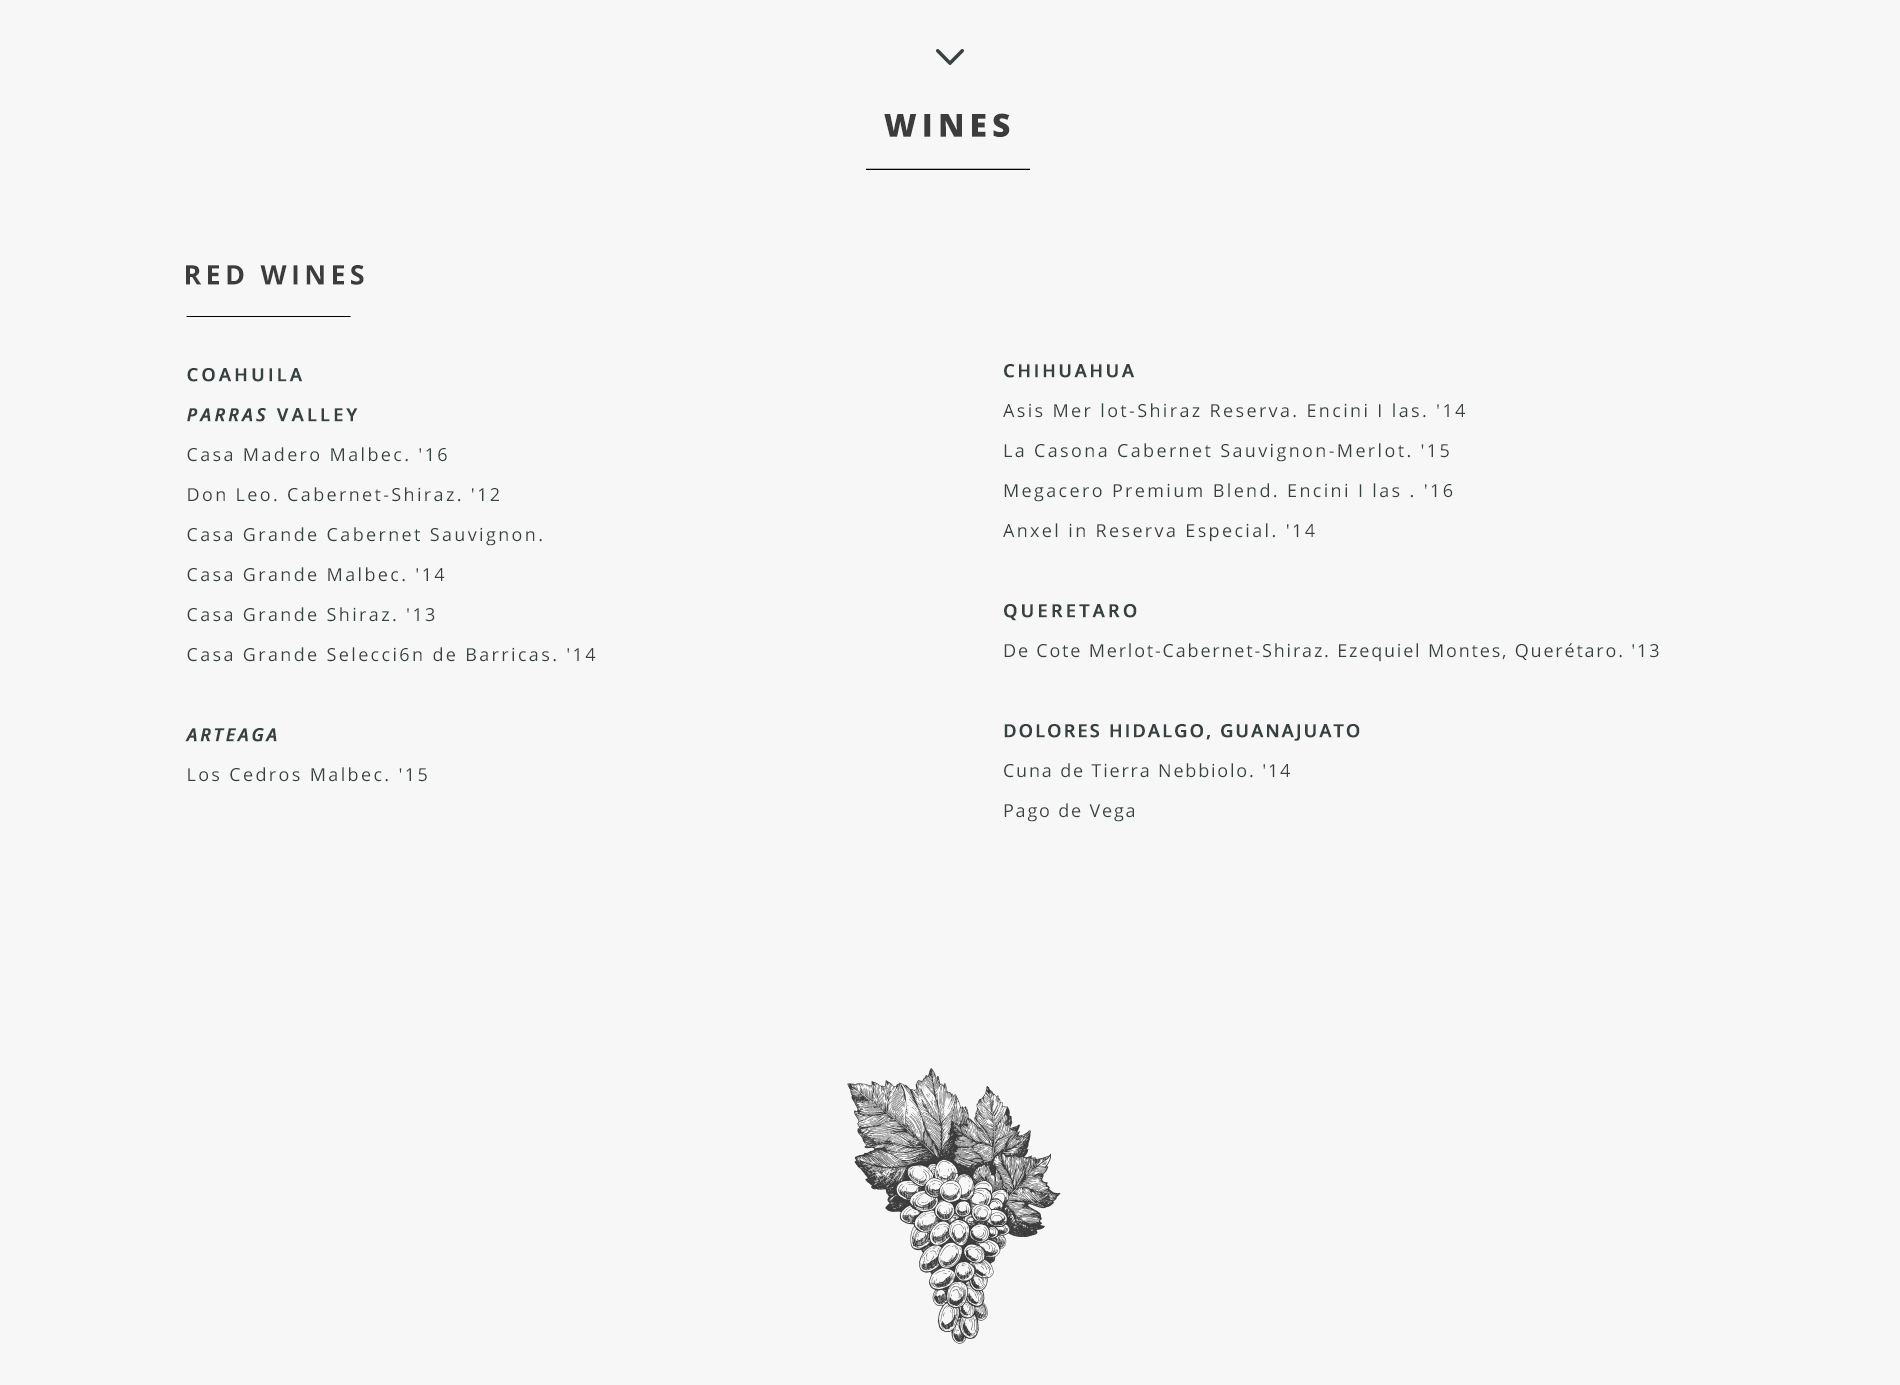 WINES
RED WINES
COAHUILA
PARRAS VALLEY
Casa Madero Malbec. '16
Don Leo. Cabernet-Shiraz. '12
Casa Grande Cabernet Sauvignon.
Casa Grande Malbec. '14
Casa Grande Shiraz. '13
Casa Grande Selecci6n de Barricas. '14
ARTEAGA
Los Cedros Malbec. '15
CHIHUAHUA
Asis Mer lot-Shiraz Reserva. Encini I las. '14
La Casona Cabernet Sauvignon-Merlot. '15
Megacero Premium Blend. Encini I las . '16
Anxel in Reserva Especial. '14
QUERETARO
De Cote Merlot-Cabernet-Shiraz. Ezequiel Montes, Querétaro. '13
DOLORES HIDALGO, GUANAJUATO
Cuna de Tierra Nebbiolo. '14
Pago de Vega